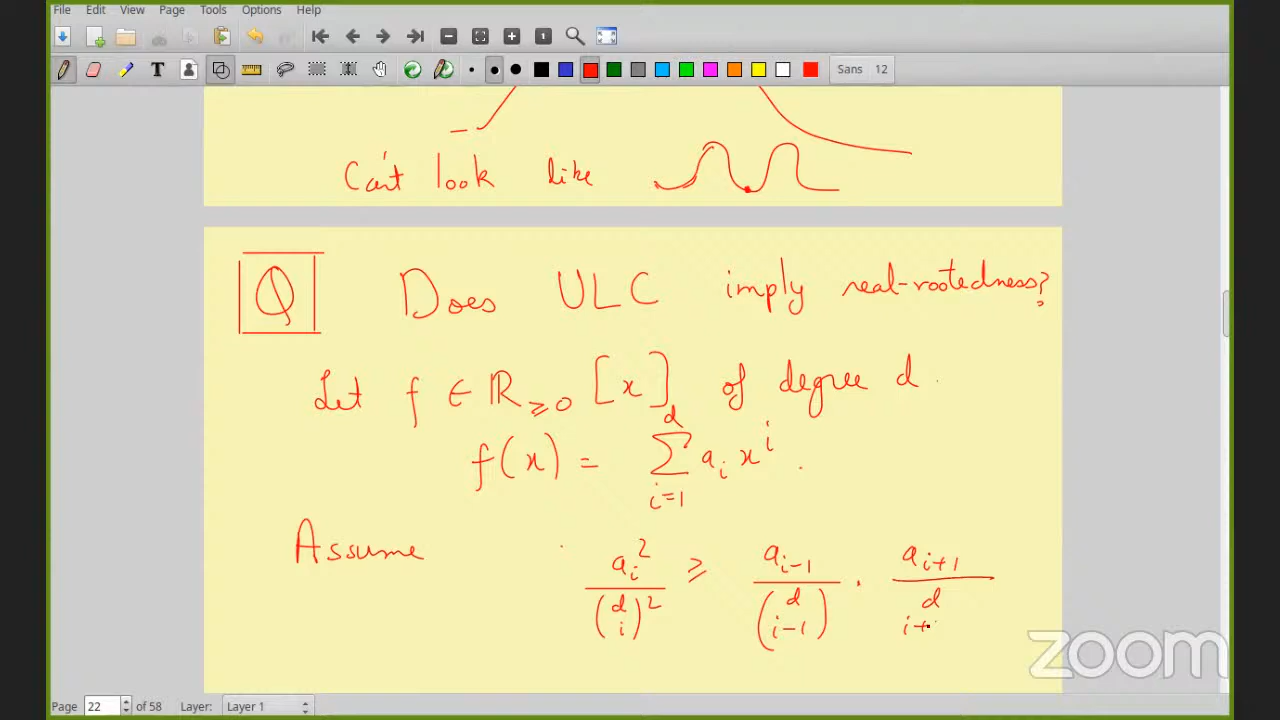 File Edit View Page Tools Options Help
Sans 12
Can't look like
Q Does ULC imply real-rootedness?
Let f ∈ ℝ≥0 [x] of degree d.
f(x) = ∑_{i=1}^{d} a_i x^i.
Assume a_i^2 / (d choose i)^2 ≥ a_{i-1} / (d choose i-1) · a_{i+1} / d i+
zoom
Page 22 of 58 Layer: Layer 1